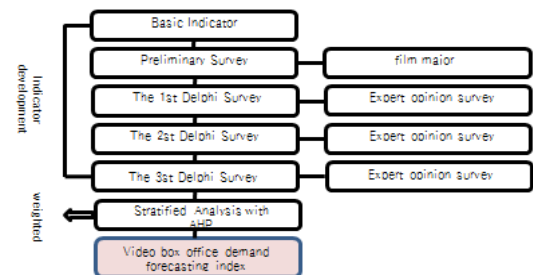 Basic Indicator
Preliminary Survey
film major
The 1st Delphi Survey
Expert opinion survey
The 2st Delphi Survey
Expert opinion survey
The 3st Delphi Survey
Expert opinion survey
Stratified Analysis with
AHP
Video box office demand
forecasting index
Indicator
development
weighted